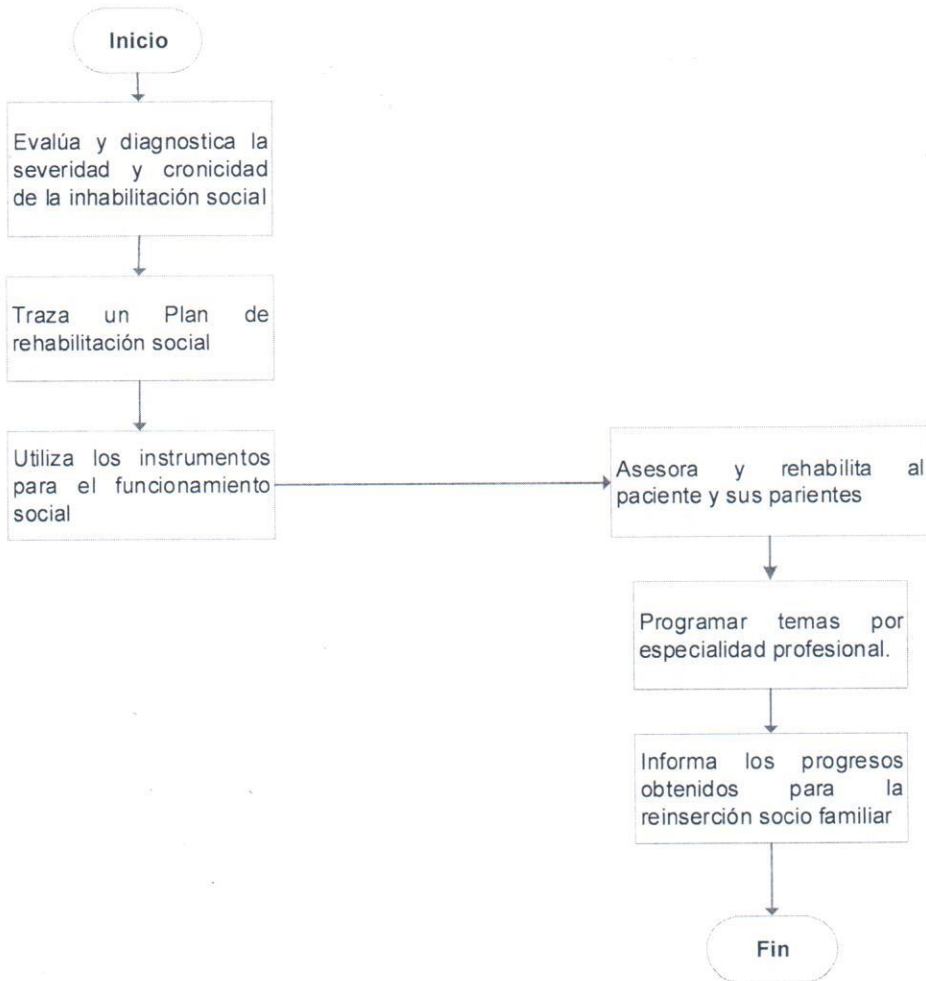 Inicio
Evalúa y diagnostica la
severidad y cronicidad
de la inhabilitación social
Traza un Plan de
rehabilitación social
Utiliza los instrumentos
para el funcionamiento
social
Asesora y rehabilita al
paciente y sus parientes
Programar temas por
especialidad profesional.
Informa los progresos
obtenidos para la
reinserción socio familiar
Fin